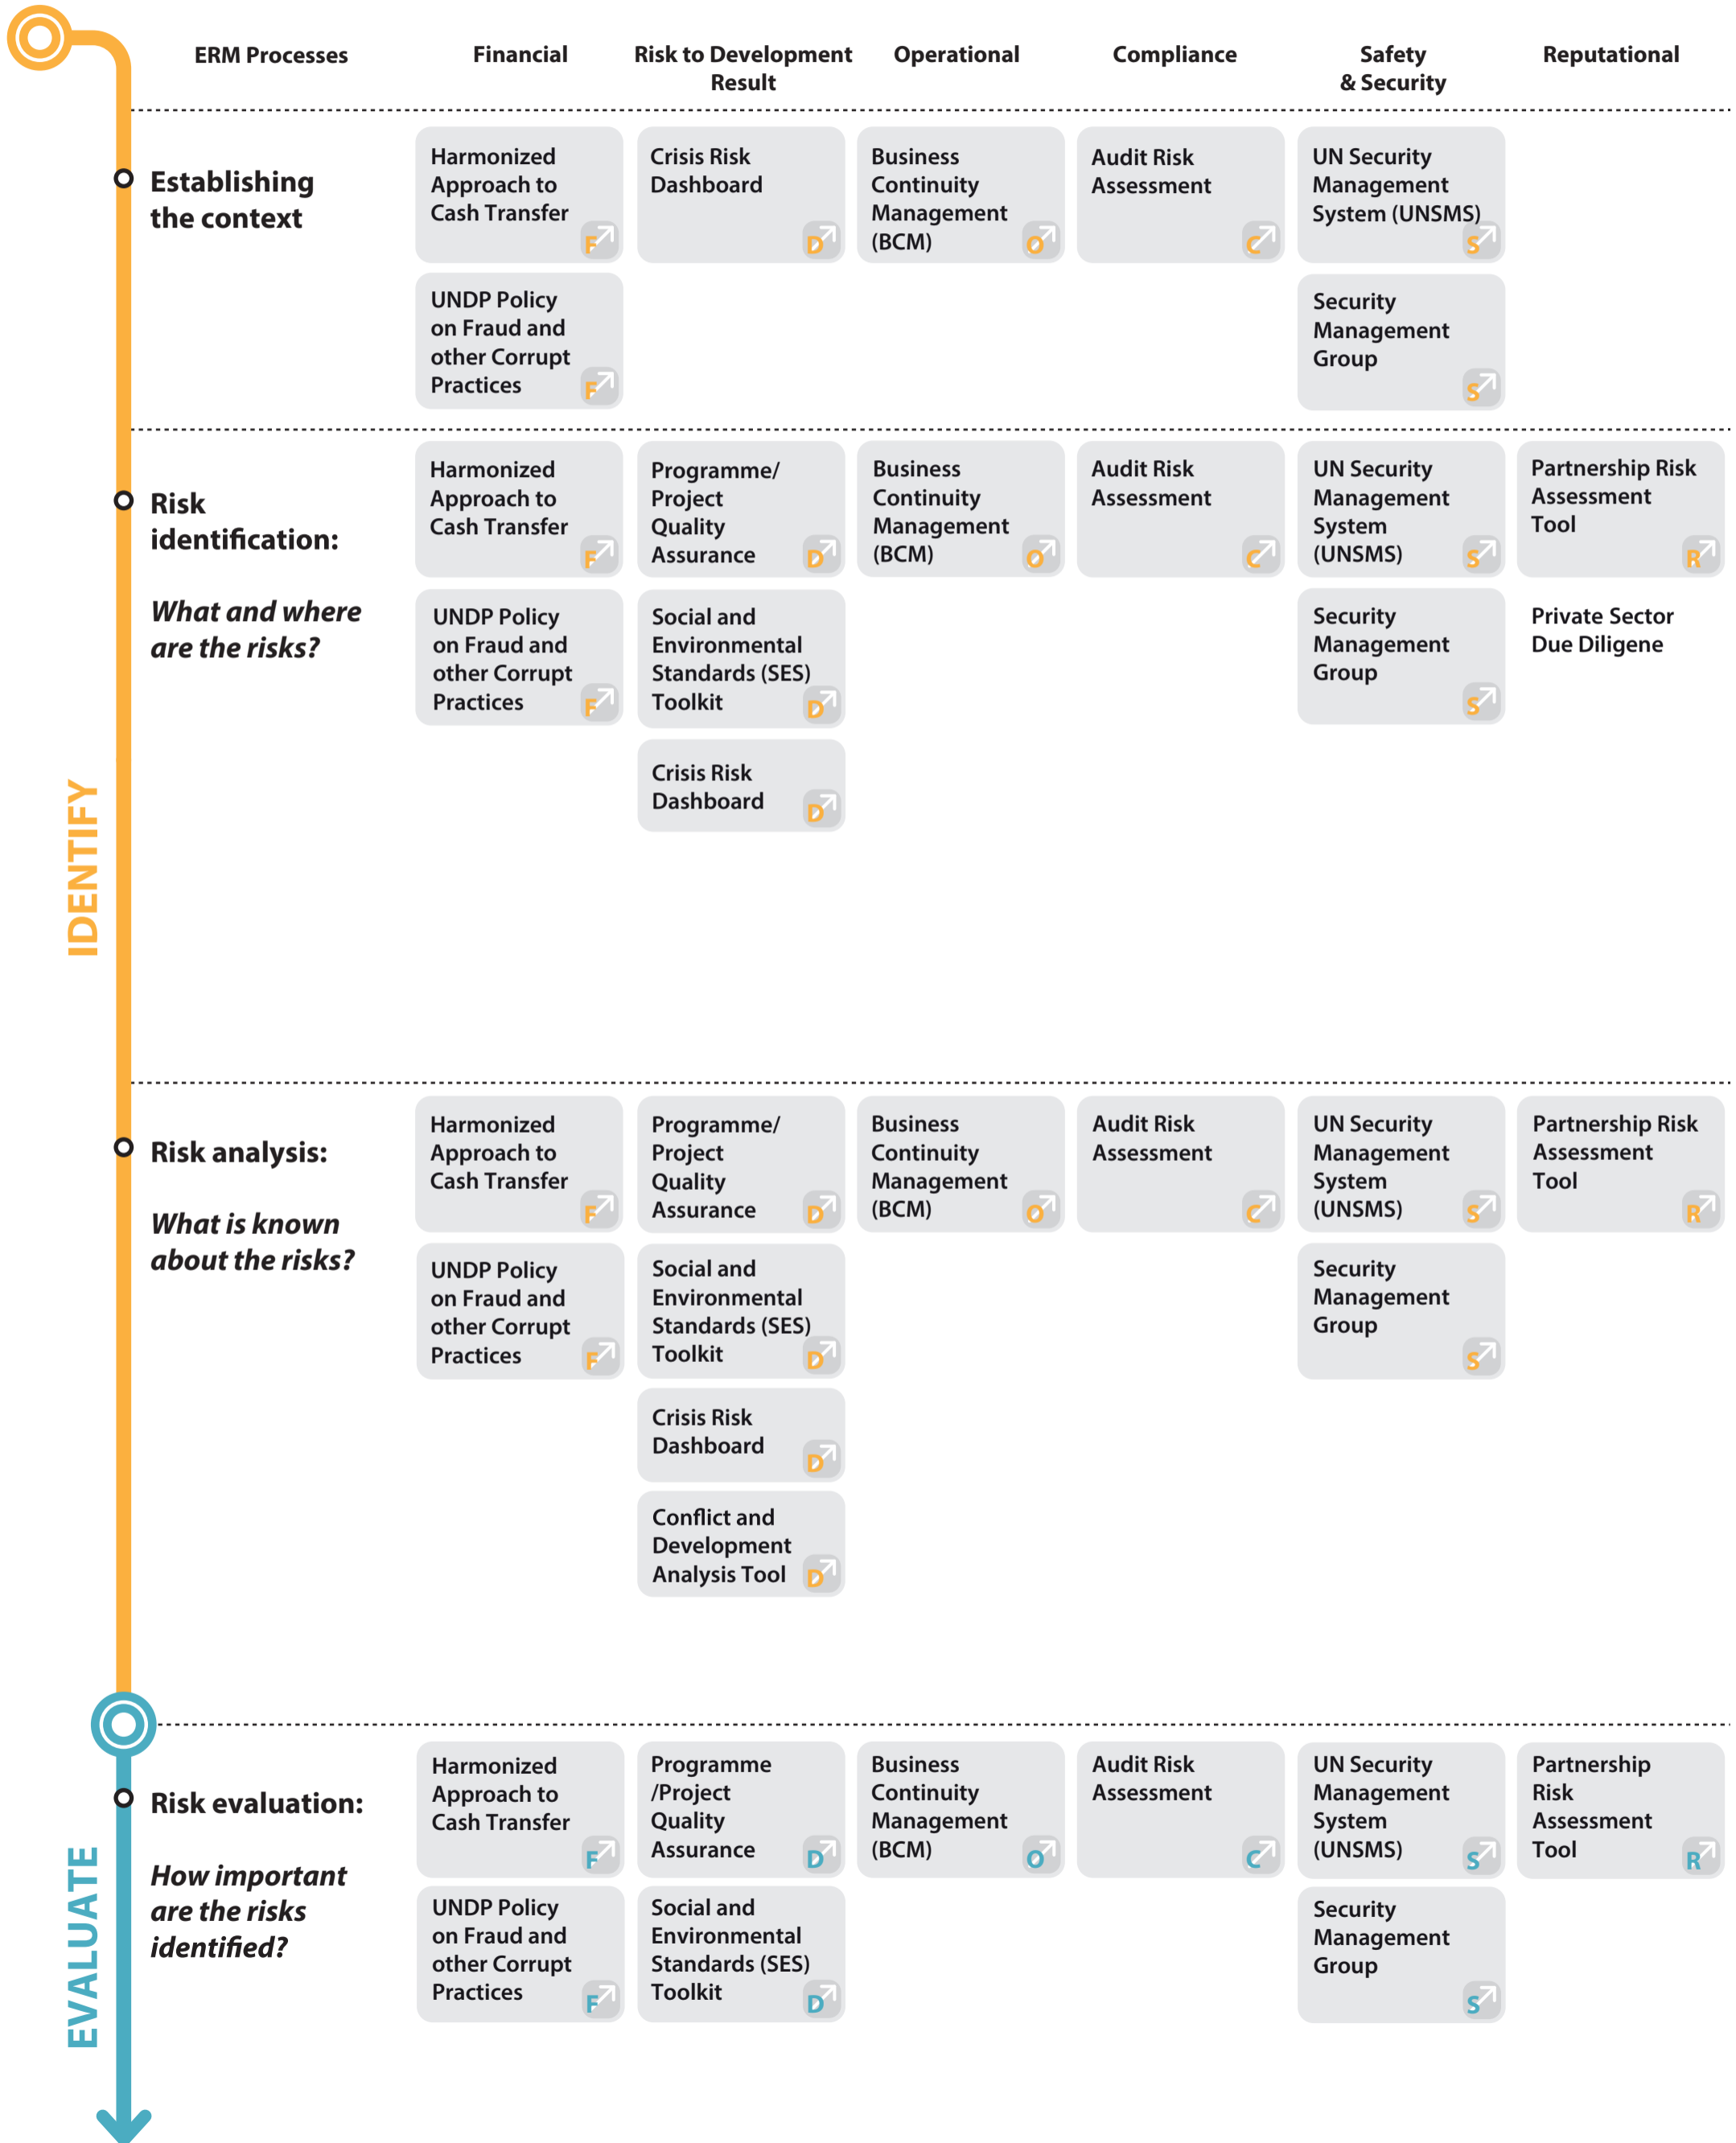 ERM Processes
Financial
Risk to Development
Result
Operational
Compliance
Safety
& Security
Reputational
IDENTIFY
Establishing
the context
Harmonized
Approach to
Cash Transfer
F
UNDP Policy
on Fraud and
other Corrupt
Practices
F
Crisis Risk
Dashboard
D
Business
Continuity
Management
(BCM)
O
Audit Risk
Assessment
C
UN Security
Management
System (UNSMS)
S
Security
Management
Group
S
Risk
identification:
What and where
are the risks?
Harmonized
Approach to
Cash Transfer
F
UNDP Policy
on Fraud and
other Corrupt
Practices
F
Programme/
Project
Quality
Assurance
D
Social and
Environmental
Standards (SES)
Toolkit
D
Crisis Risk
Dashboard
D
Business
Continuity
Management
(BCM)
O
Audit Risk
Assessment
C
UN Security
Management
System
(UNSMS)
S
Security
Management
Group
S
Partnership Risk
Assessment
Tool
R
Private Sector
Due Diligene
Risk analysis:
What is known
about the risks?
Harmonized
Approach to
Cash Transfer
F
UNDP Policy
on Fraud and
other Corrupt
Practices
F
Programme/
Project
Quality
Assurance
D
Social and
Environmental
Standards (SES)
Toolkit
D
Crisis Risk
Dashboard
D
Conflict and
Development
Analysis Tool
D
Business
Continuity
Management
(BCM)
O
Audit Risk
Assessment
C
UN Security
Management
System
(UNSMS)
S
Security
Management
Group
S
Partnership Risk
Assessment
Tool
R
EVALUATE
Risk evaluation:
How important
are the risks
identified?
Harmonized
Approach to
Cash Transfer
F
UNDP Policy
on Fraud and
other Corrupt
Practices
F
Programme
/Project
Quality
Assurance
D
Social and
Environmental
Standards (SES)
Toolkit
D
Business
Continuity
Management
(BCM)
O
Audit Risk
Assessment
C
UN Security
Management
System
(UNSMS)
S
Security
Management
Group
S
Partnership
Risk
Assessment
Tool
R